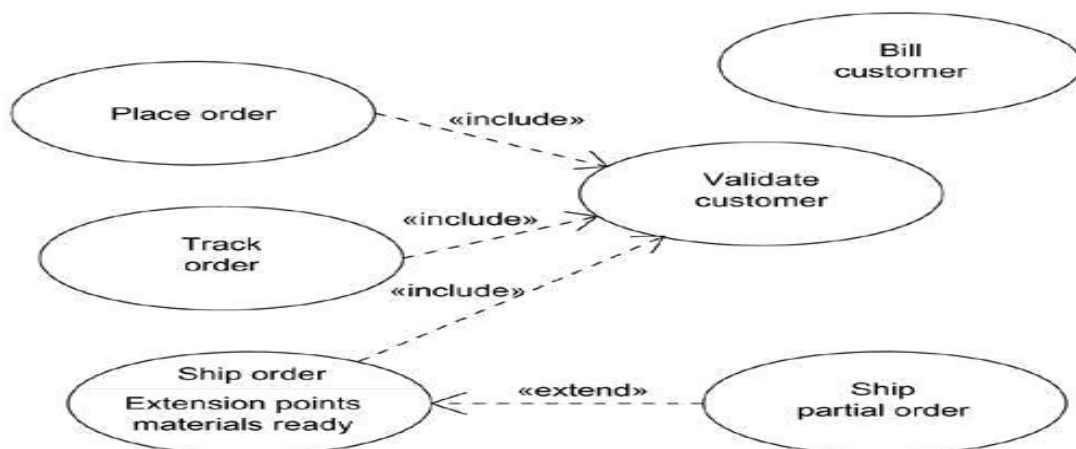 Bill
customer
Place order
«include»
Validate
customer
«include»
Track
order
«include»
Ship order
Extension points
materials ready
«extend»
Ship
partial order